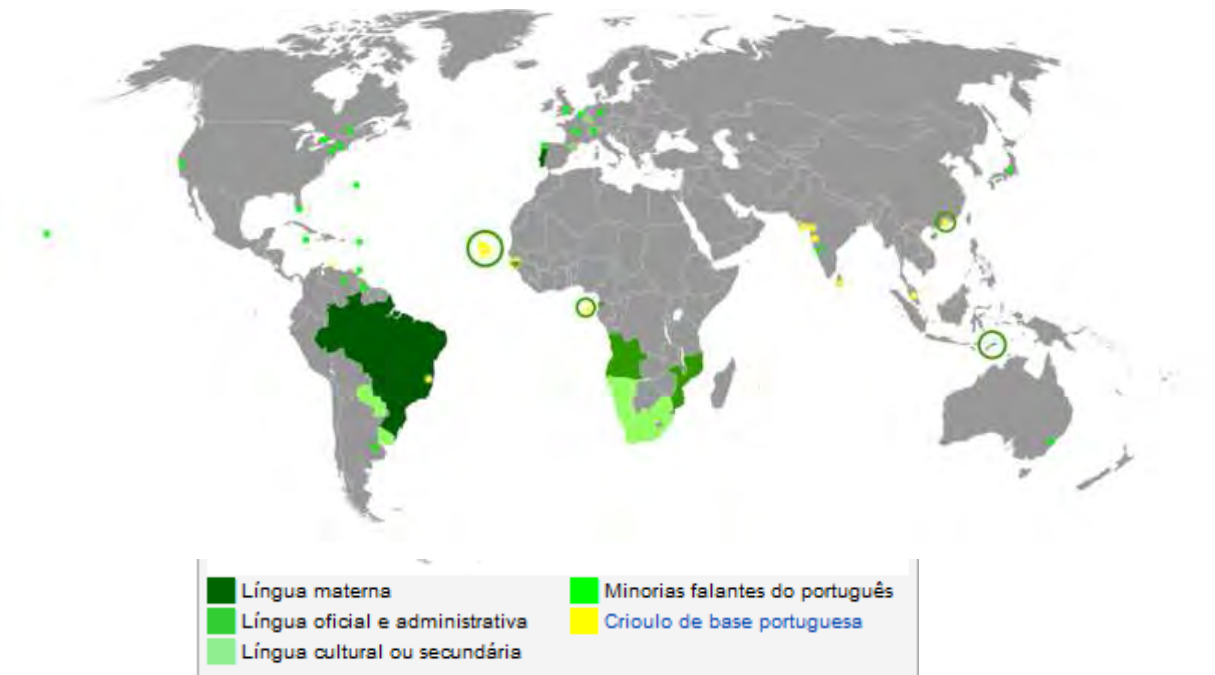 Língua materna
Língua oficial e administrativa
Língua cultural ou secundária
Minorias falantes do português
Crioulo de base portuguesa